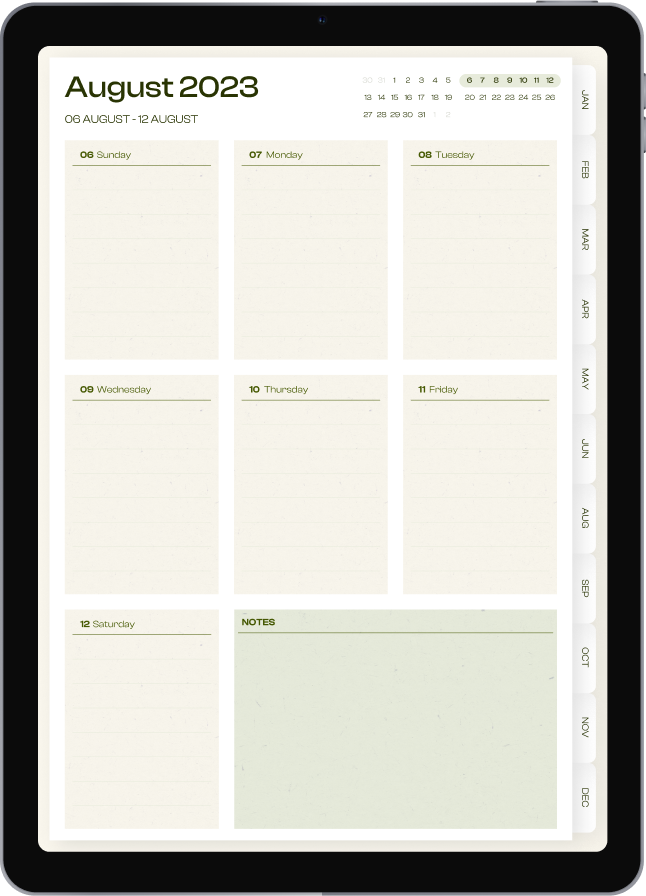 August 2023
06 AUGUST - 12 AUGUST
30 31 1 2 3 4 5 6 7 8 9 10 11 12
13 14 15 16 17 18 19 20 21 22 23 24 25 26
27 28 29 30 31 1 2
06 Sunday
07 Monday
08 Tuesday
09 Wednesday
10 Thursday
11 Friday
12 Saturday
NOTES
JAN
FEB
MAR
APR
MAY
JUN
AUG
SEP
OCT
NOV
DEC